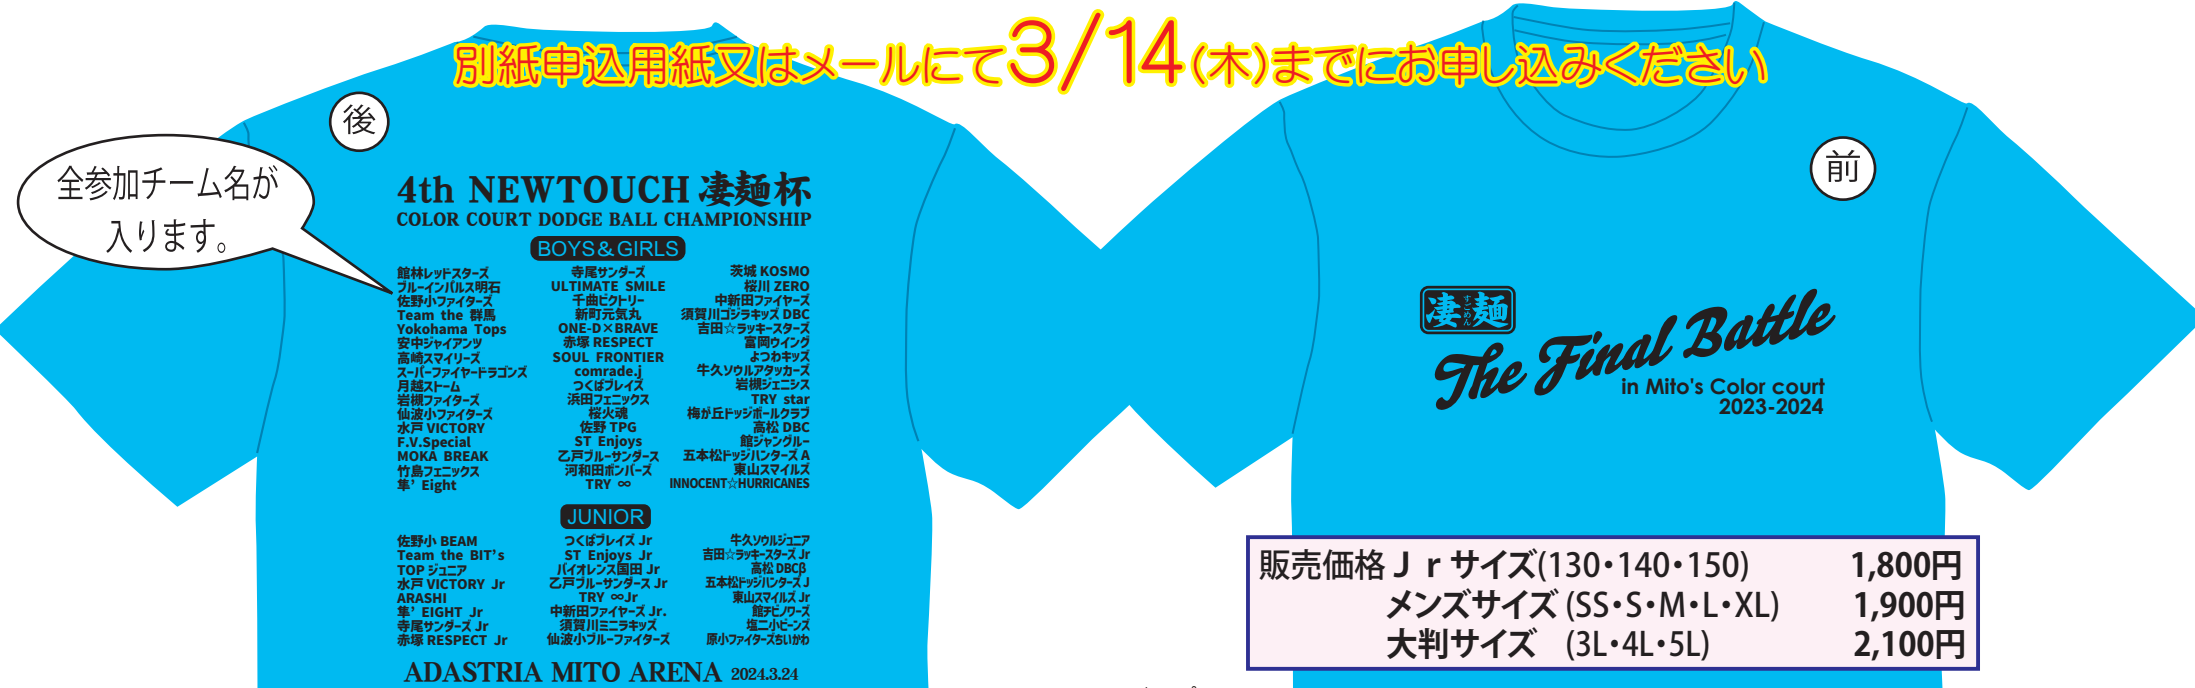 別紙申込用紙又はメールにて3/14(木)までにお申し込みください
後
全参加チーム名が
入ります。
4th NEWTOUCH 凄麺杯
COLOR COURT DODGE BALL CHAMPIONSHIP
BOYS&GIRLS
館林レッドスターズ 寺尾サンダーズ 茨城 KOSMO
ブルーインパルス明石 ULTIMATE SMILE 桜川 ZERO
佐野小ファイターズ 千曲ビクトリー 中新田ファイヤーズ
Team the 群馬 新町元気丸 須賀川ゴジラキッズ DBC
Yokohama Tops ONE-D×BRAVE 吉田☆ラッキースターズ
安中ジャイアンツ 赤塚 RESPECT 富岡ウイング
高崎スマイリーズ SOUL FRONTIER よつわキッズ
スーパーファイヤードラゴンズ comrade.j 牛久ソウルアタッカーズ
月越ストーム つくばブレイズ 岩槻ジェニシス
岩槻ファイターズ 浜田フェニックス TRY star
仙波小ファイターズ 桜火魂 梅が丘ドッジボールクラブ
水戸 VICTORY 佐野 TPG 高松 DBC
F.V.Special ST Enjoys 館ジャングルー
MOKA BREAK 乙戸ブルーサンダース 五本松ドッジハンターズ A
竹島フェニックス 河和田ボンバーズ 東山スマイルズ
隼’ Eight TRY ∞ INNOCENT☆HURRICANES
JUNIOR
佐野小 BEAM つくばブレイズ Jr 牛久ソウルジュニア
Team the BIT’s ST Enjoys Jr 吉田☆ラッキースターズ Jr
TOP ジュニア バイオレンス国田 Jr 高松 DBCβ
水戸 VICTORY Jr 乙戸ブルーサンダース Jr 五本松ドッジハンターズ J
ARASHI TRY ∞Jr 東山スマイルズ Jr
隼’ EIGHT Jr 中新田ファイヤーズ Jr. 館チビノワーズ
寺尾サンダーズ Jr 須賀川ミニラキッズ 塩二小ビーンズ
赤塚 RESPECT Jr 仙波小ブルーファイターズ 原小ファイターズちいかわ
ADASTRIA MITO ARENA 2024.3.24
前
凄麺 すごめん
The Final Battle
in Mito's Color court
2023-2024
販売価格 Ｊｒサイズ(130・140・150) 1,800円
メンズサイズ (SS・S・M・L・XL) 1,900円
大判サイズ (3L・4L・5L) 2,100円